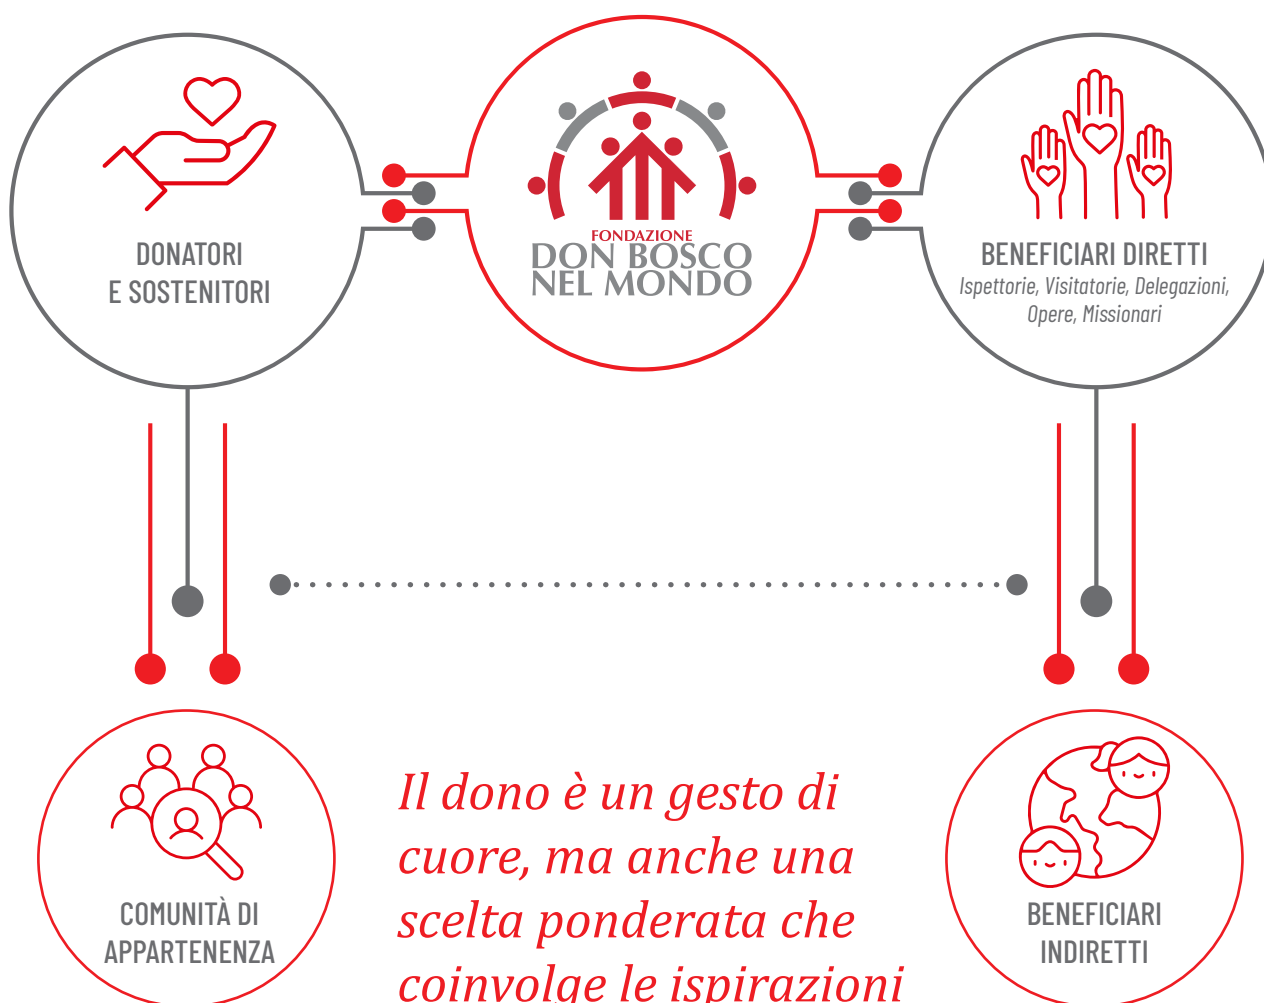 DONATORI
E SOSTENITORI
FONDAZIONE
DON BOSCO
NEL MONDO
BENEFICIARI DIRETTI
Ispettorie, Visitatorie, Delegazioni,
Opere, Missionari
COMUNITÀ DI
APPARTENENZA
Il dono è un gesto di
cuore, ma anche una
scelta ponderata che
coinvolge le ispirazioni
BENEFICIARI
INDIRETTI